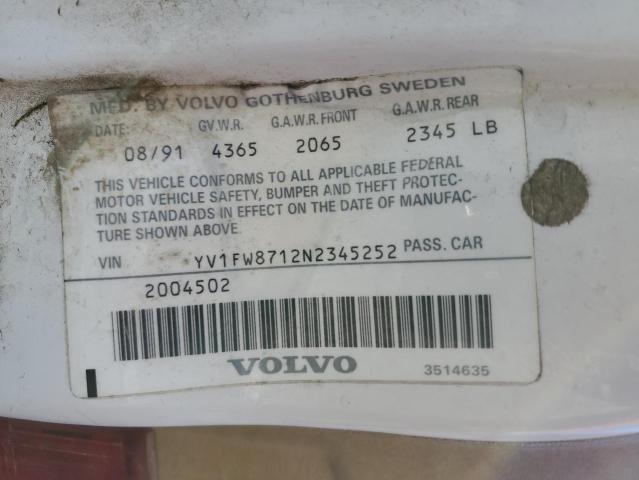 MFD. BY VOLVO GOTHENBURG SWEDEN
DATE: GV.W.R. G.A.W.R. FRONT G.A.W.R. REAR
08/91 4365 2065 2345 LB
THIS VEHICLE CONFORMS TO ALL APPLICABLE FEDERAL
MOTOR VEHICLE SAFETY, BUMPER AND THEFT PROTEC-
TION STANDARDS IN EFFECT ON THE DATE OF MANUFAC-
TURE SHOWN ABOVE.
VIN YV1FW8712N2345252 PASS. CAR
2004502
VOLVO 3514635